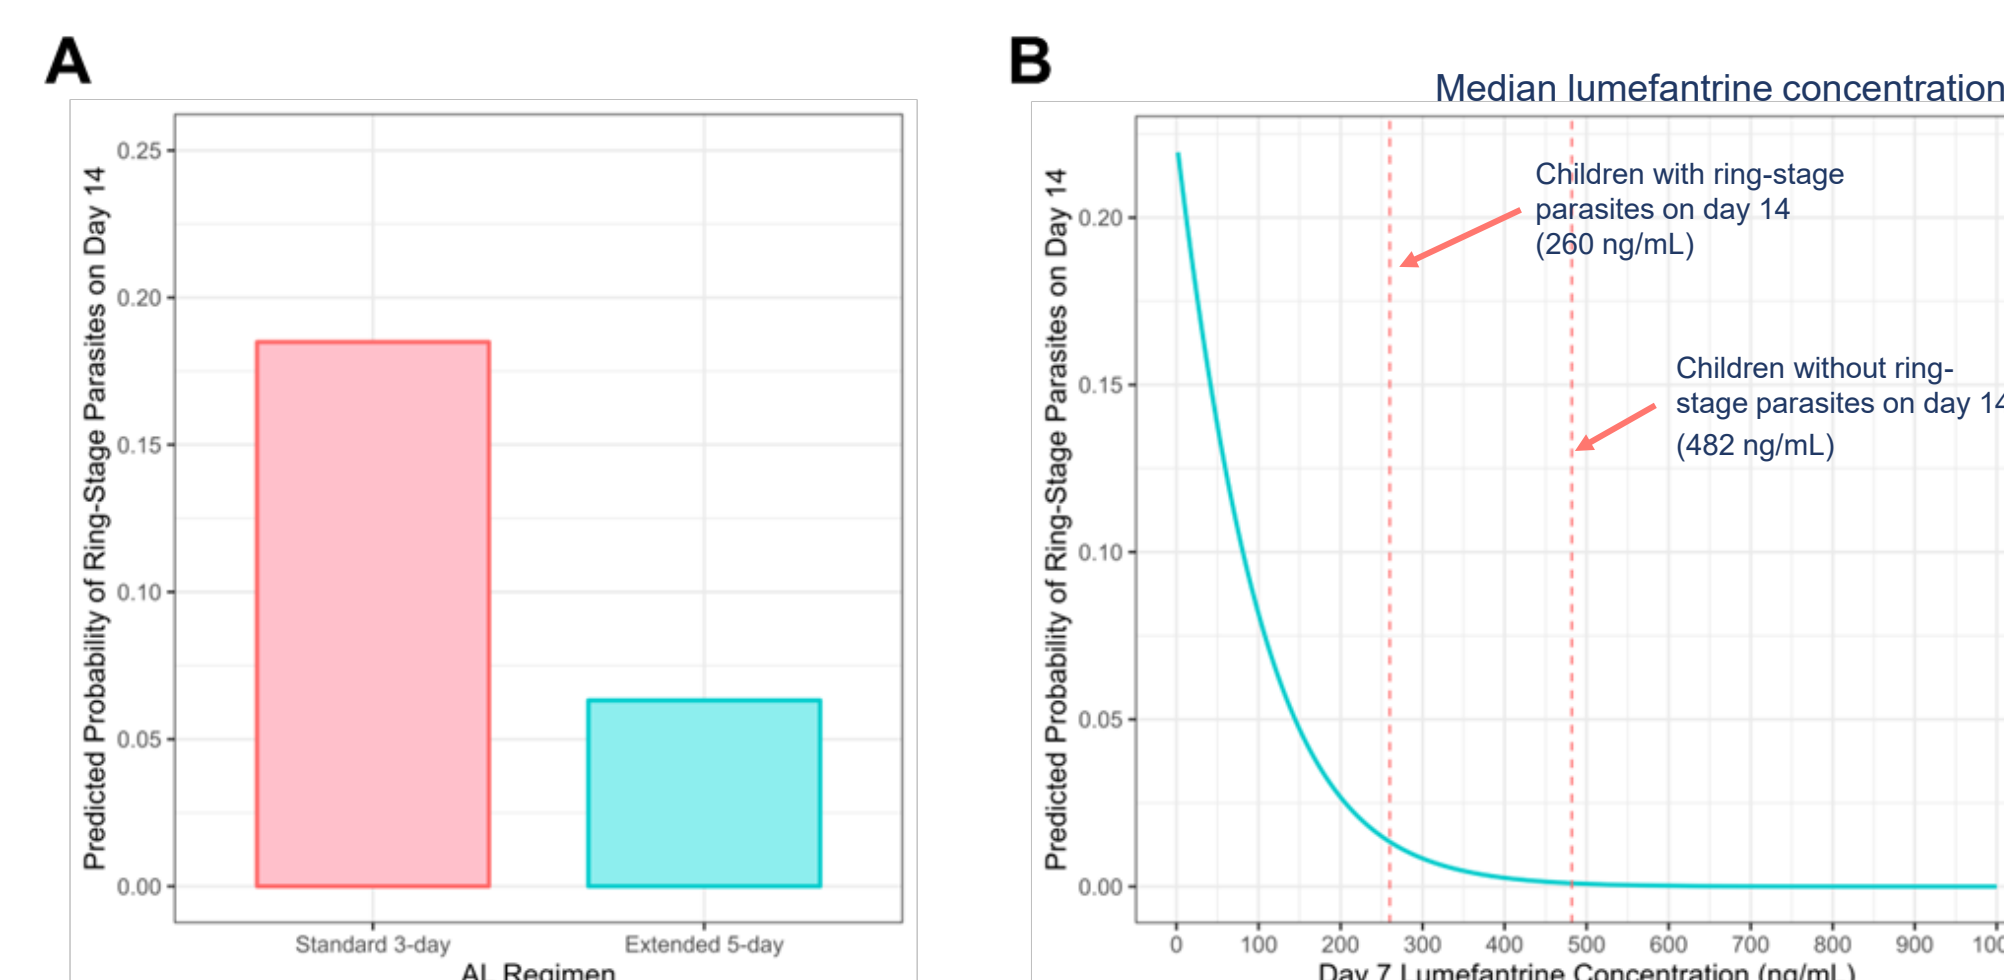 A
Predicted Probability of Ring-Stage Parasites on Day 14
0.25
0.20
0.15
0.10
0.05
0.00
Standard 3-day
Extended 5-day
AL Regimen
B
Median lumefantrine concentration
Predicted Probability of Ring-Stage Parasites on Day 14
0.20
0.15
0.10
0.05
0.00
Children with ring-stage
parasites on day 14
(260 ng/mL)
Children without ring-
stage parasites on day 14
(482 ng/mL)
0 100 200 300 400 500 600 700 800 900 100
Day 7 Lumefantrine Concentration (ng/mL)